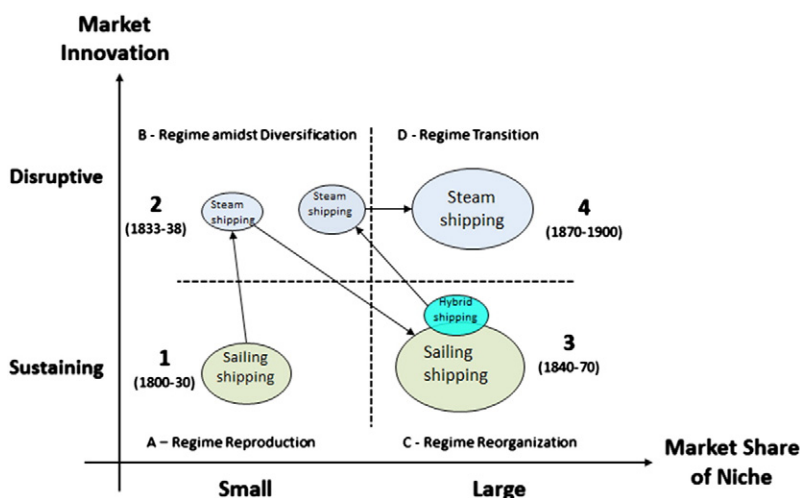 Market
Innovation
B - Regime amidst Diversification
D - Regime Transition
Disruptive
2
(1833-38)
Steam
shipping
Steam
shipping
Steam
shipping
4
(1870-1900)
Hybrid
shipping
Sustaining
1
(1800-30)
Sailing
shipping
Sailing
shipping
3
(1840-70)
A – Regime Reproduction
C - Regime Reorganization
Market Share
of Niche
Small
Large